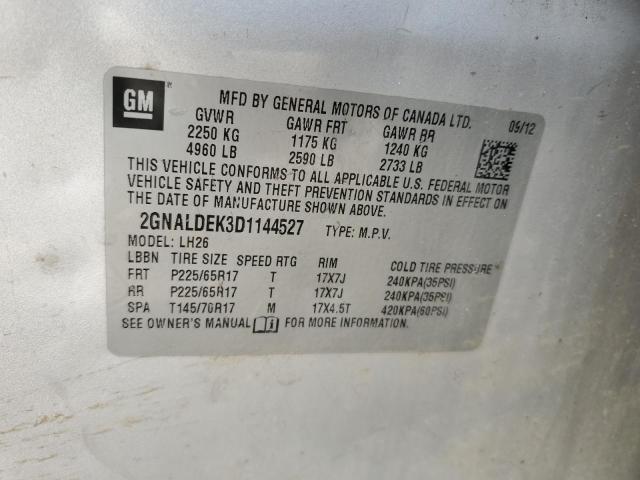 GM
MFD BY GENERAL MOTORS OF CANADA LTD. 09/12
GVWR GAWR FRT GAWR RR
2250 KG 1175 KG 1240 KG
4960 LB 2590 LB 2733 LB
THIS VEHICLE CONFORMS TO ALL APPLICABLE U.S. FEDERAL MOTOR
VEHICLE SAFETY AND THEFT PREVENTION STANDARDS IN EFFECT ON
THE DATE OF MANUFACTURE SHOWN ABOVE.
2GNALDEK3D1144527 TYPE: M.P.V.
MODEL: LH26
LBBN TIRE SIZE SPEED RTG RIM COLD TIRE PRESSURE
FRT P225/65R17 T 17X7J 240KPA(35PSI)
RR P225/65R17 T 17X7J 240KPA(35PSI)
SPA T145/70R17 M 17X4.5T 420KPA(60PSI)
SEE OWNER'S MANUAL FOR MORE INFORMATION.